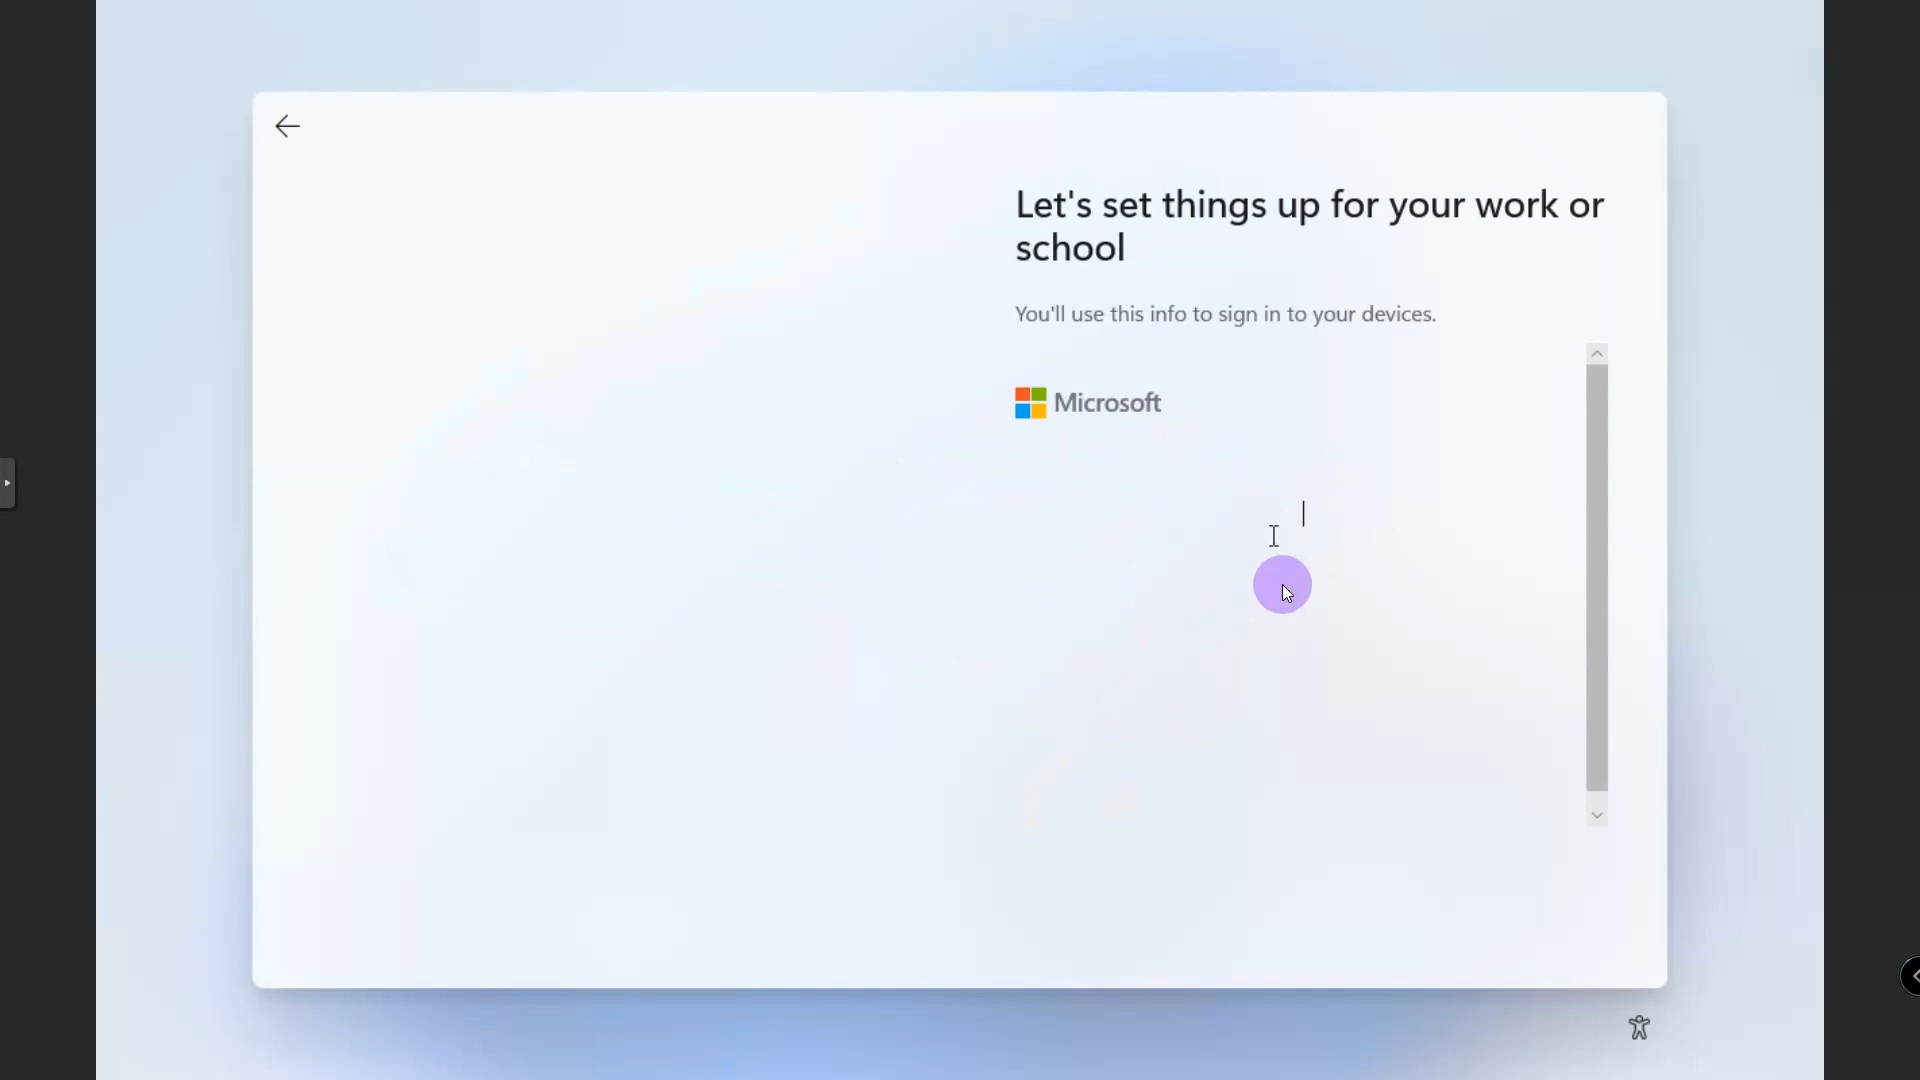 Let's set things up for your work or
school
You'll use this info to sign in to your devices.
Microsoft